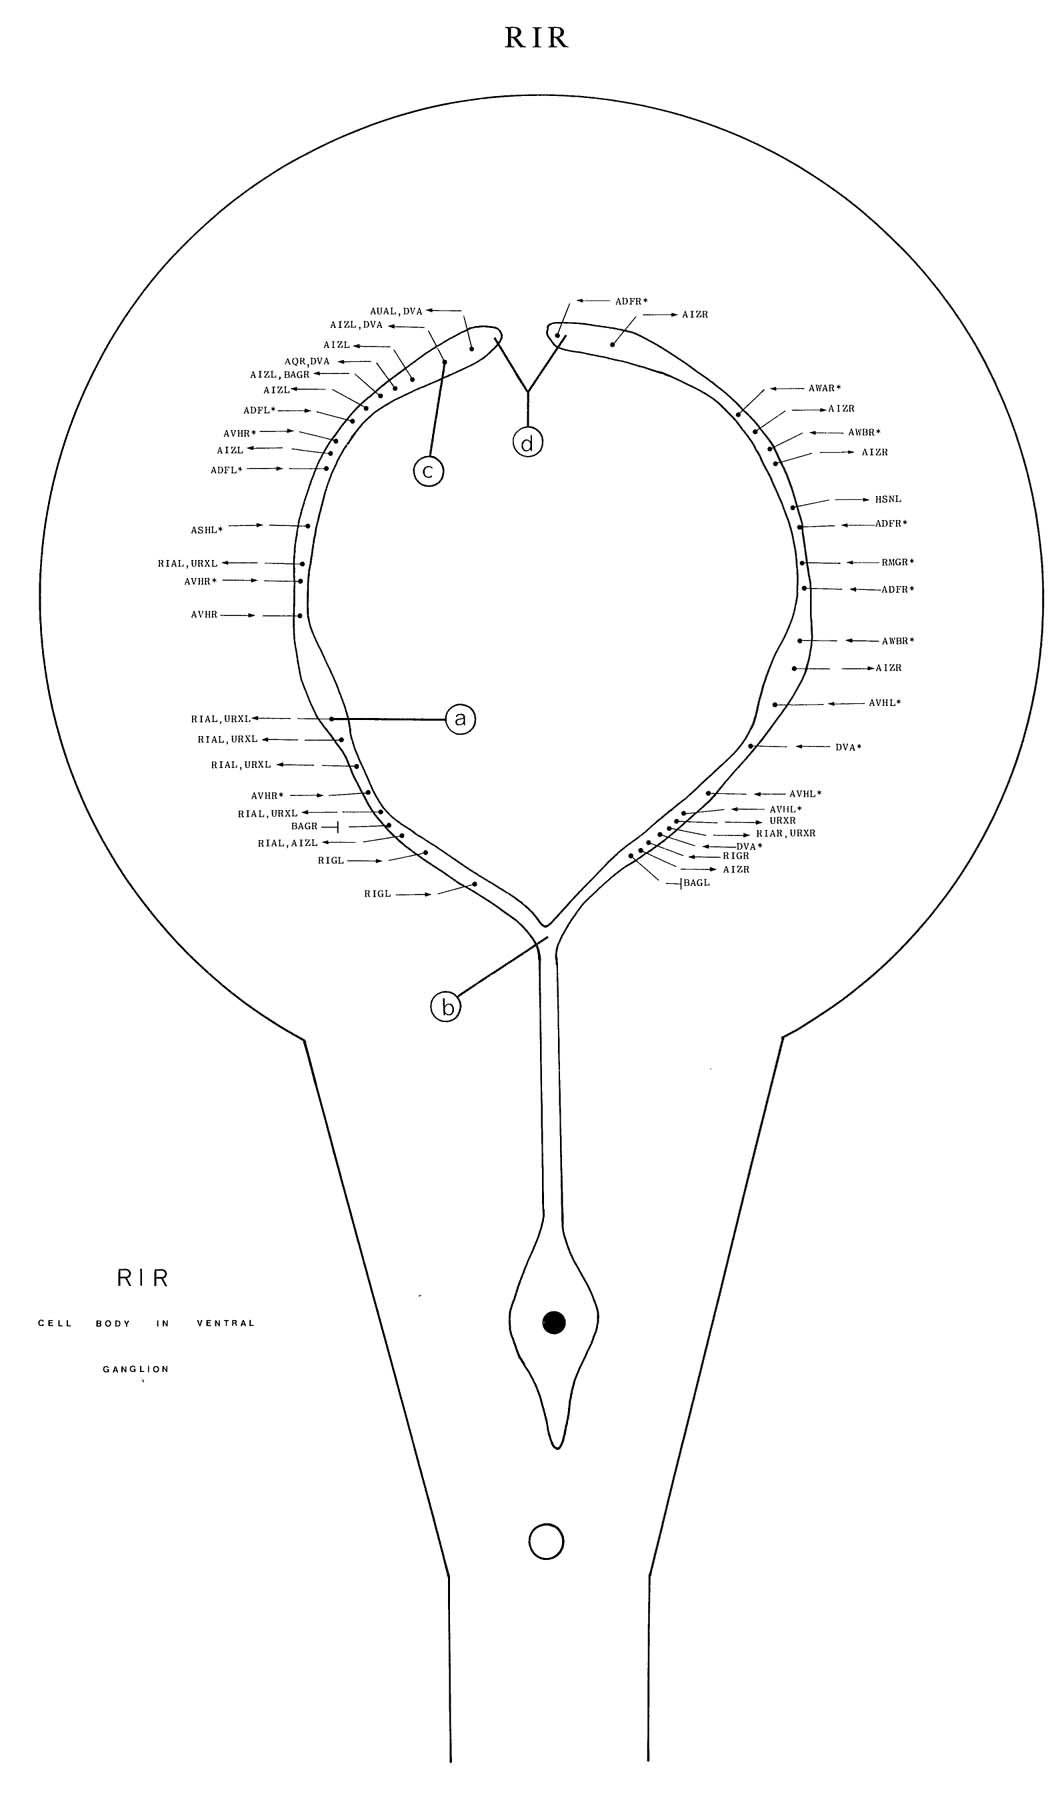 RIR
ADFR*
AUAL,DVA
AIZR
AIZL,DVA
AIZL
AQR,DVA
AIZL,BAGR
AIZL
AWAR*
ADFL*
AIZR
AVHR*
AWBR*
AIZL
AIZR
ADFL*
d
c
HSNL
ASHL*
ADFR*
RIAL,URXL
RMGR*
AVHR*
ADFR*
AVHR
AWBR*
AIZR
AVHL*
RIAL,URXL
a
RIAL,URXL
DVA*
RIAL,URXL
AVHR*
AVHL*
RIAL,URXL
AVHL*
BAGR
URXR
RIAL,AIZL
RIAR,URXR
DVA*
RIGL
RIGR
AIZR
BAGL
RIGL
b
RIR
CELL BODY IN VENTRAL
GANGLION